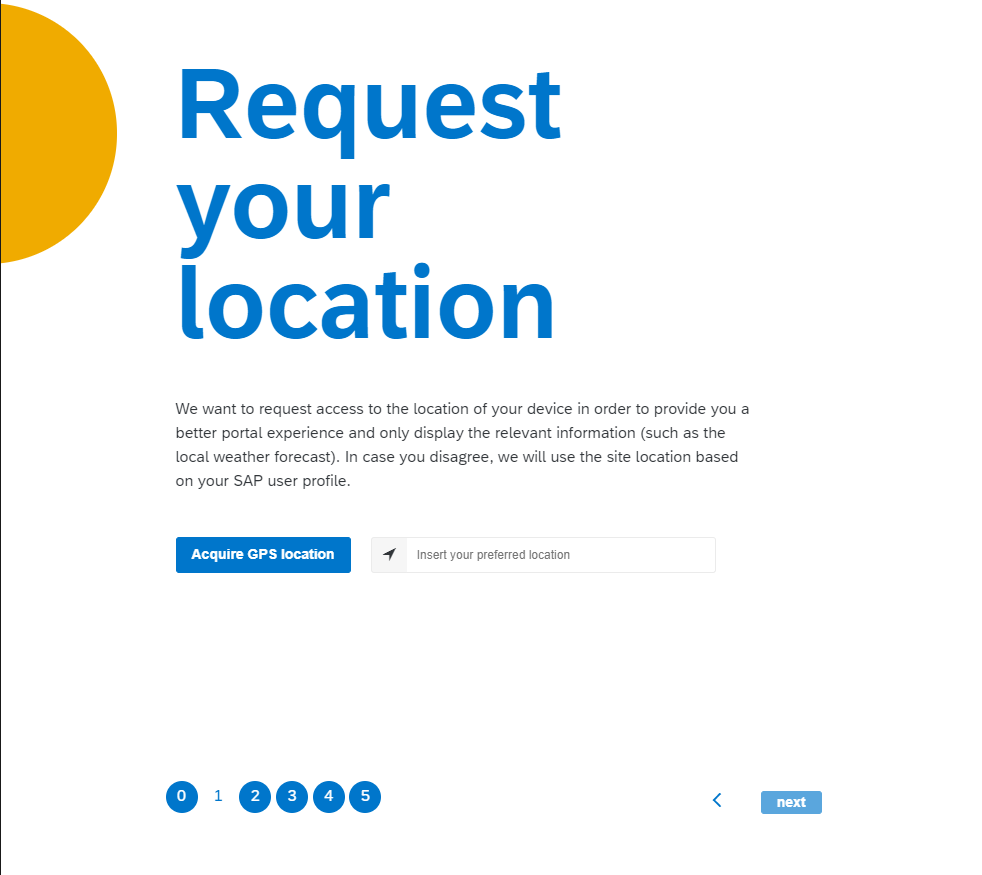 Request
your
location
We want to request access to the location of your device in order to provide you a
better portal experience and only display the relevant information (such as the
local weather forecast). In case you disagree, we will use the site location based
on your SAP user profile.
Acquire GPS location
Insert your preferred location
0 1 2 3 4 5
next